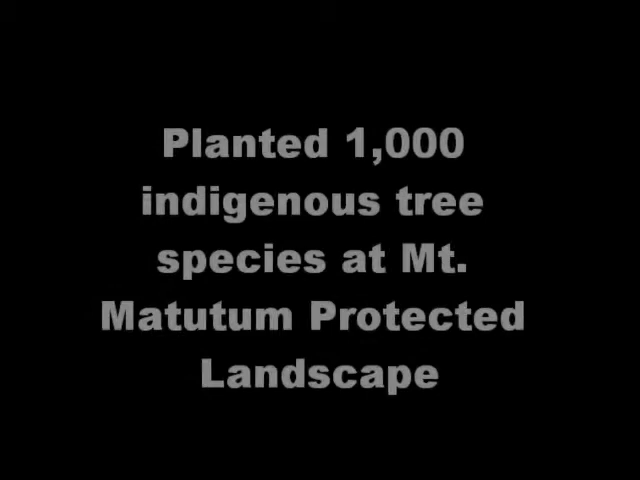 Planted 1,000
indigenous tree
species at Mt.
Matutum Protected
Landscape